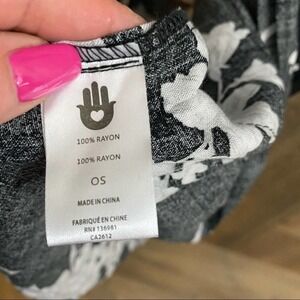 100% RAYON
100% RAYON
OS
MADE IN CHINA
FABRIQUÉ EN CHINE
RN# 136981
CA2612